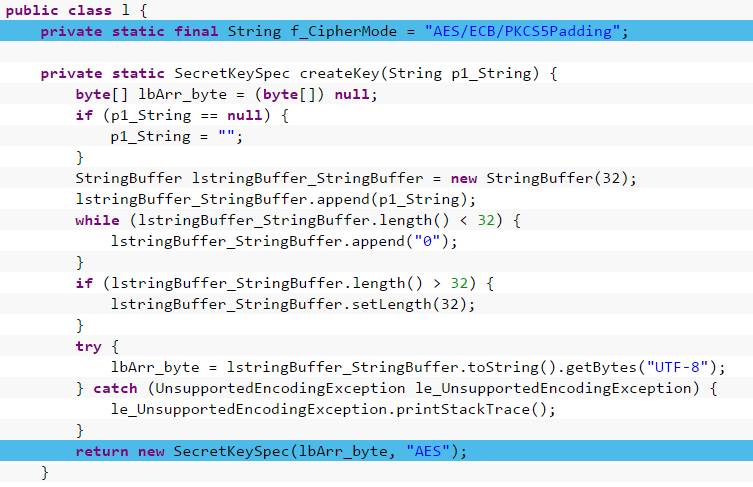 public class l {
    private static final String f_CipherMode = "AES/ECB/PKCS5Padding";

    private static SecretKeySpec createKey(String p1_String) {
        byte[] lbArr_byte = (byte[]) null;
        if (p1_String == null) {
            p1_String = "";
        }
        StringBuffer lstringBuffer_StringBuffer = new StringBuffer(32);
        lstringBuffer_StringBuffer.append(p1_String);
        while (lstringBuffer_StringBuffer.length() < 32) {
            lstringBuffer_StringBuffer.append("0");
        }
        if (lstringBuffer_StringBuffer.length() > 32) {
            lstringBuffer_StringBuffer.setLength(32);
        }
        try {
            lbArr_byte = lstringBuffer_StringBuffer.toString().getBytes("UTF-8");
        } catch (UnsupportedEncodingException le_UnsupportedEncodingException) {
            le_UnsupportedEncodingException.printStackTrace();
        }
        return new SecretKeySpec(lbArr_byte, "AES");
    }